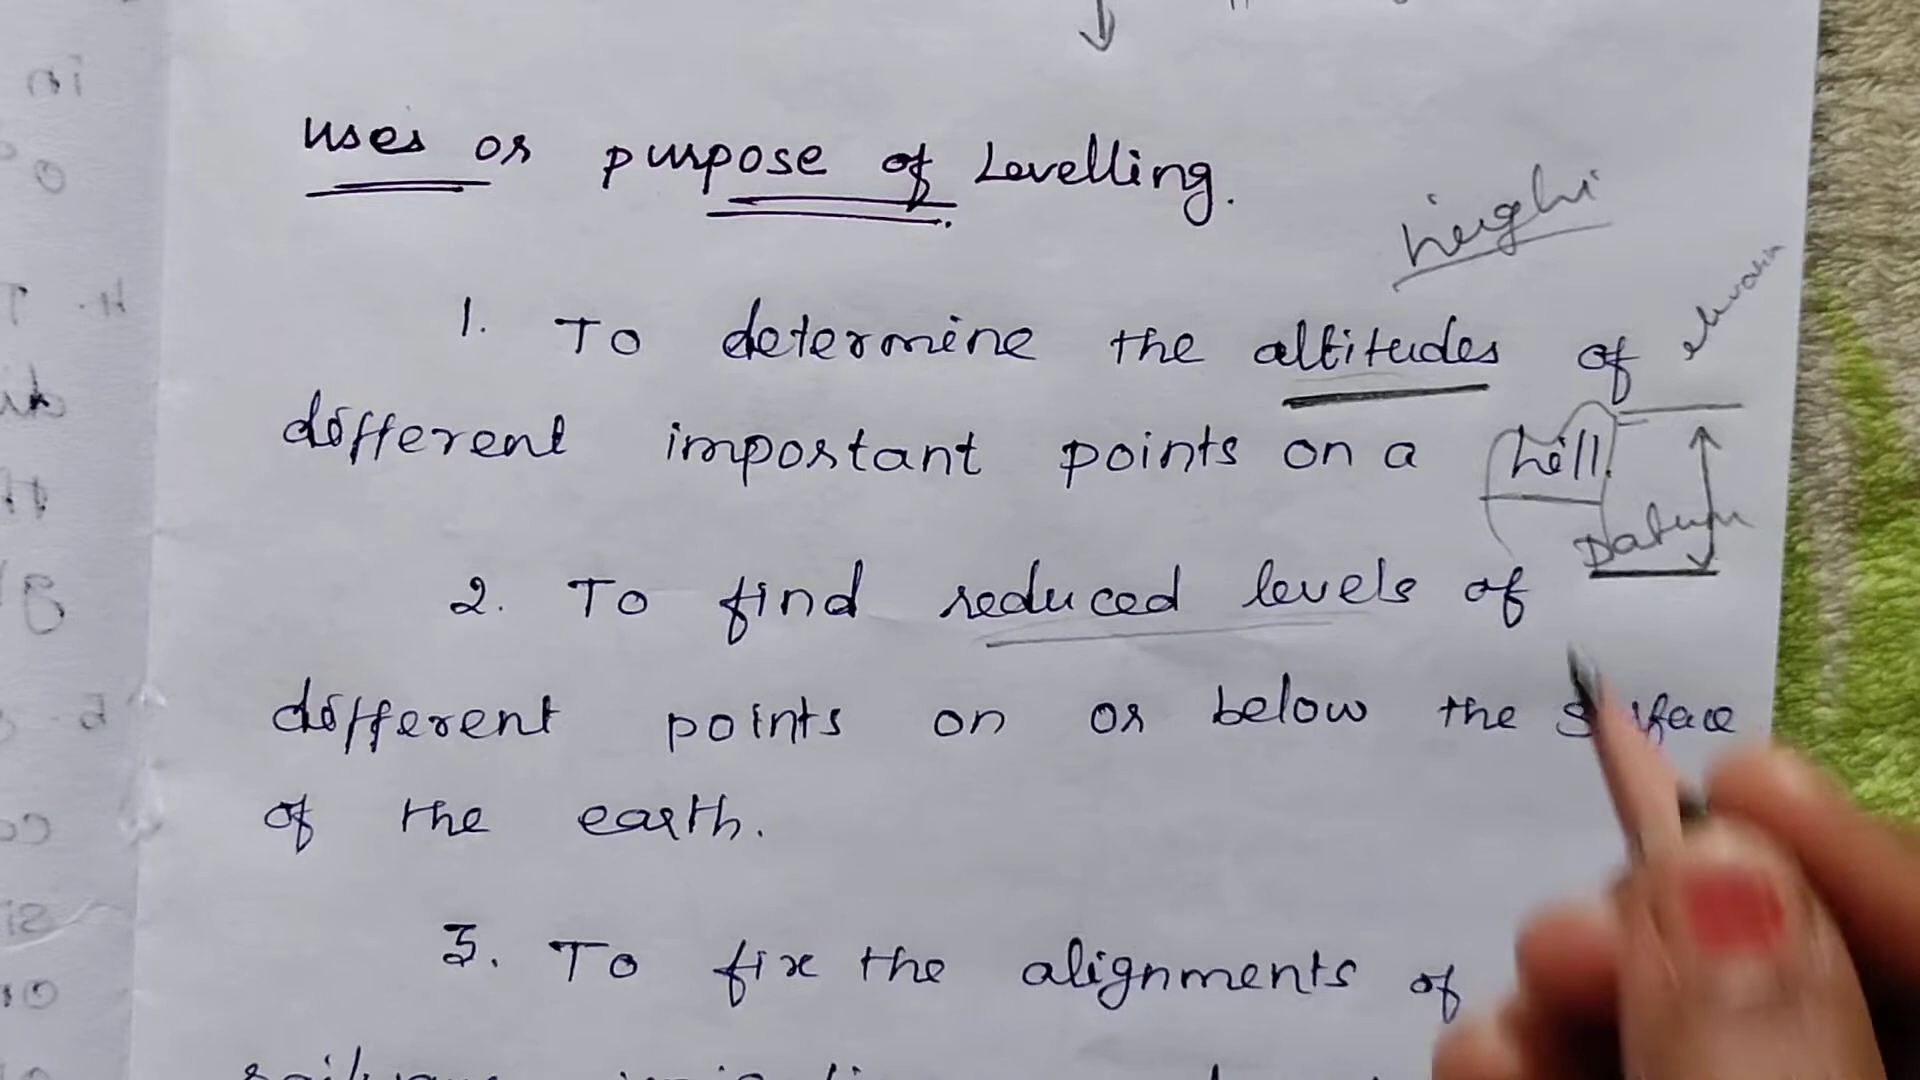 uses or purpose of Levelling.
heighi
1. To determine the altitudes of
different important points on a hill.
Datum
2. To find reduced levels of
different points on or below the surface
of the earth.
3. To fix the alignments of